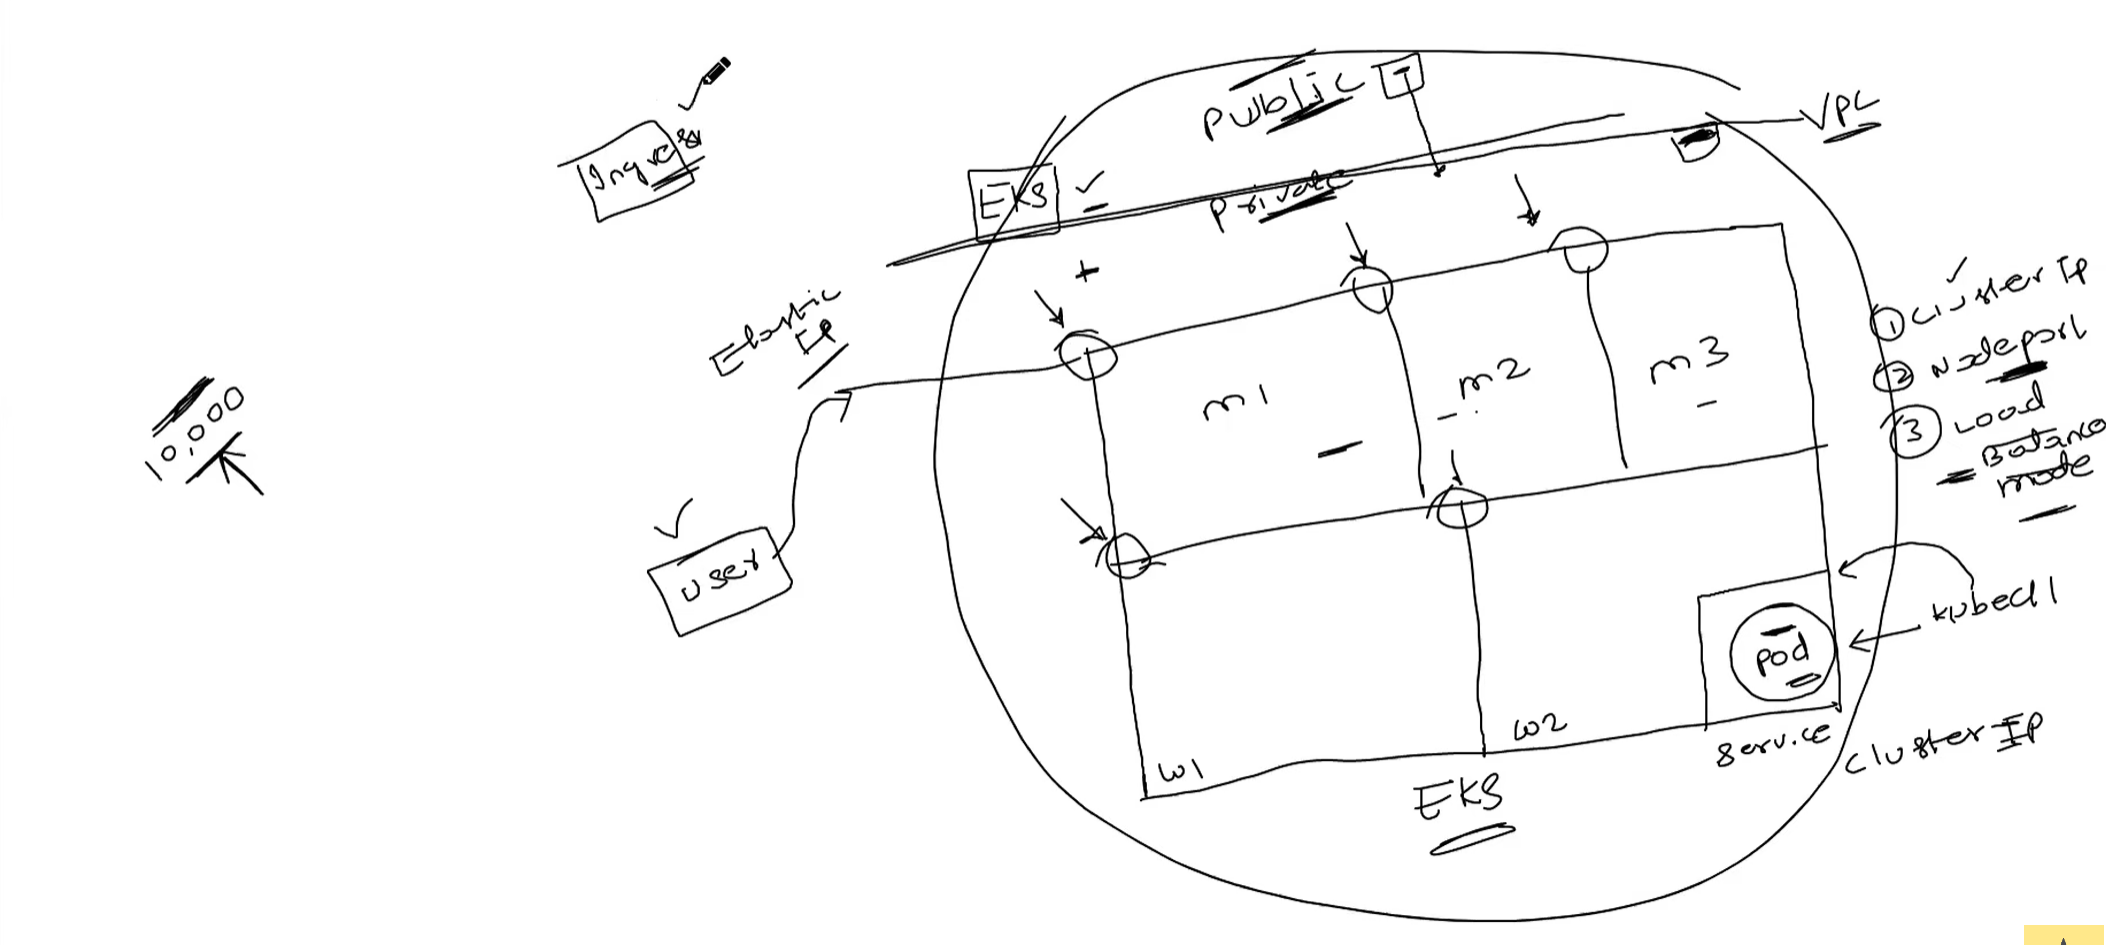 Public
VPC
Ingress
EKS
Private
Elastic
IP
① Cluster IP
② Nodeport
③ Load
Balance
mode
m1
m2
m3
10,000
user
kubectl
pod
w1
w2
service
Cluster IP
EKS